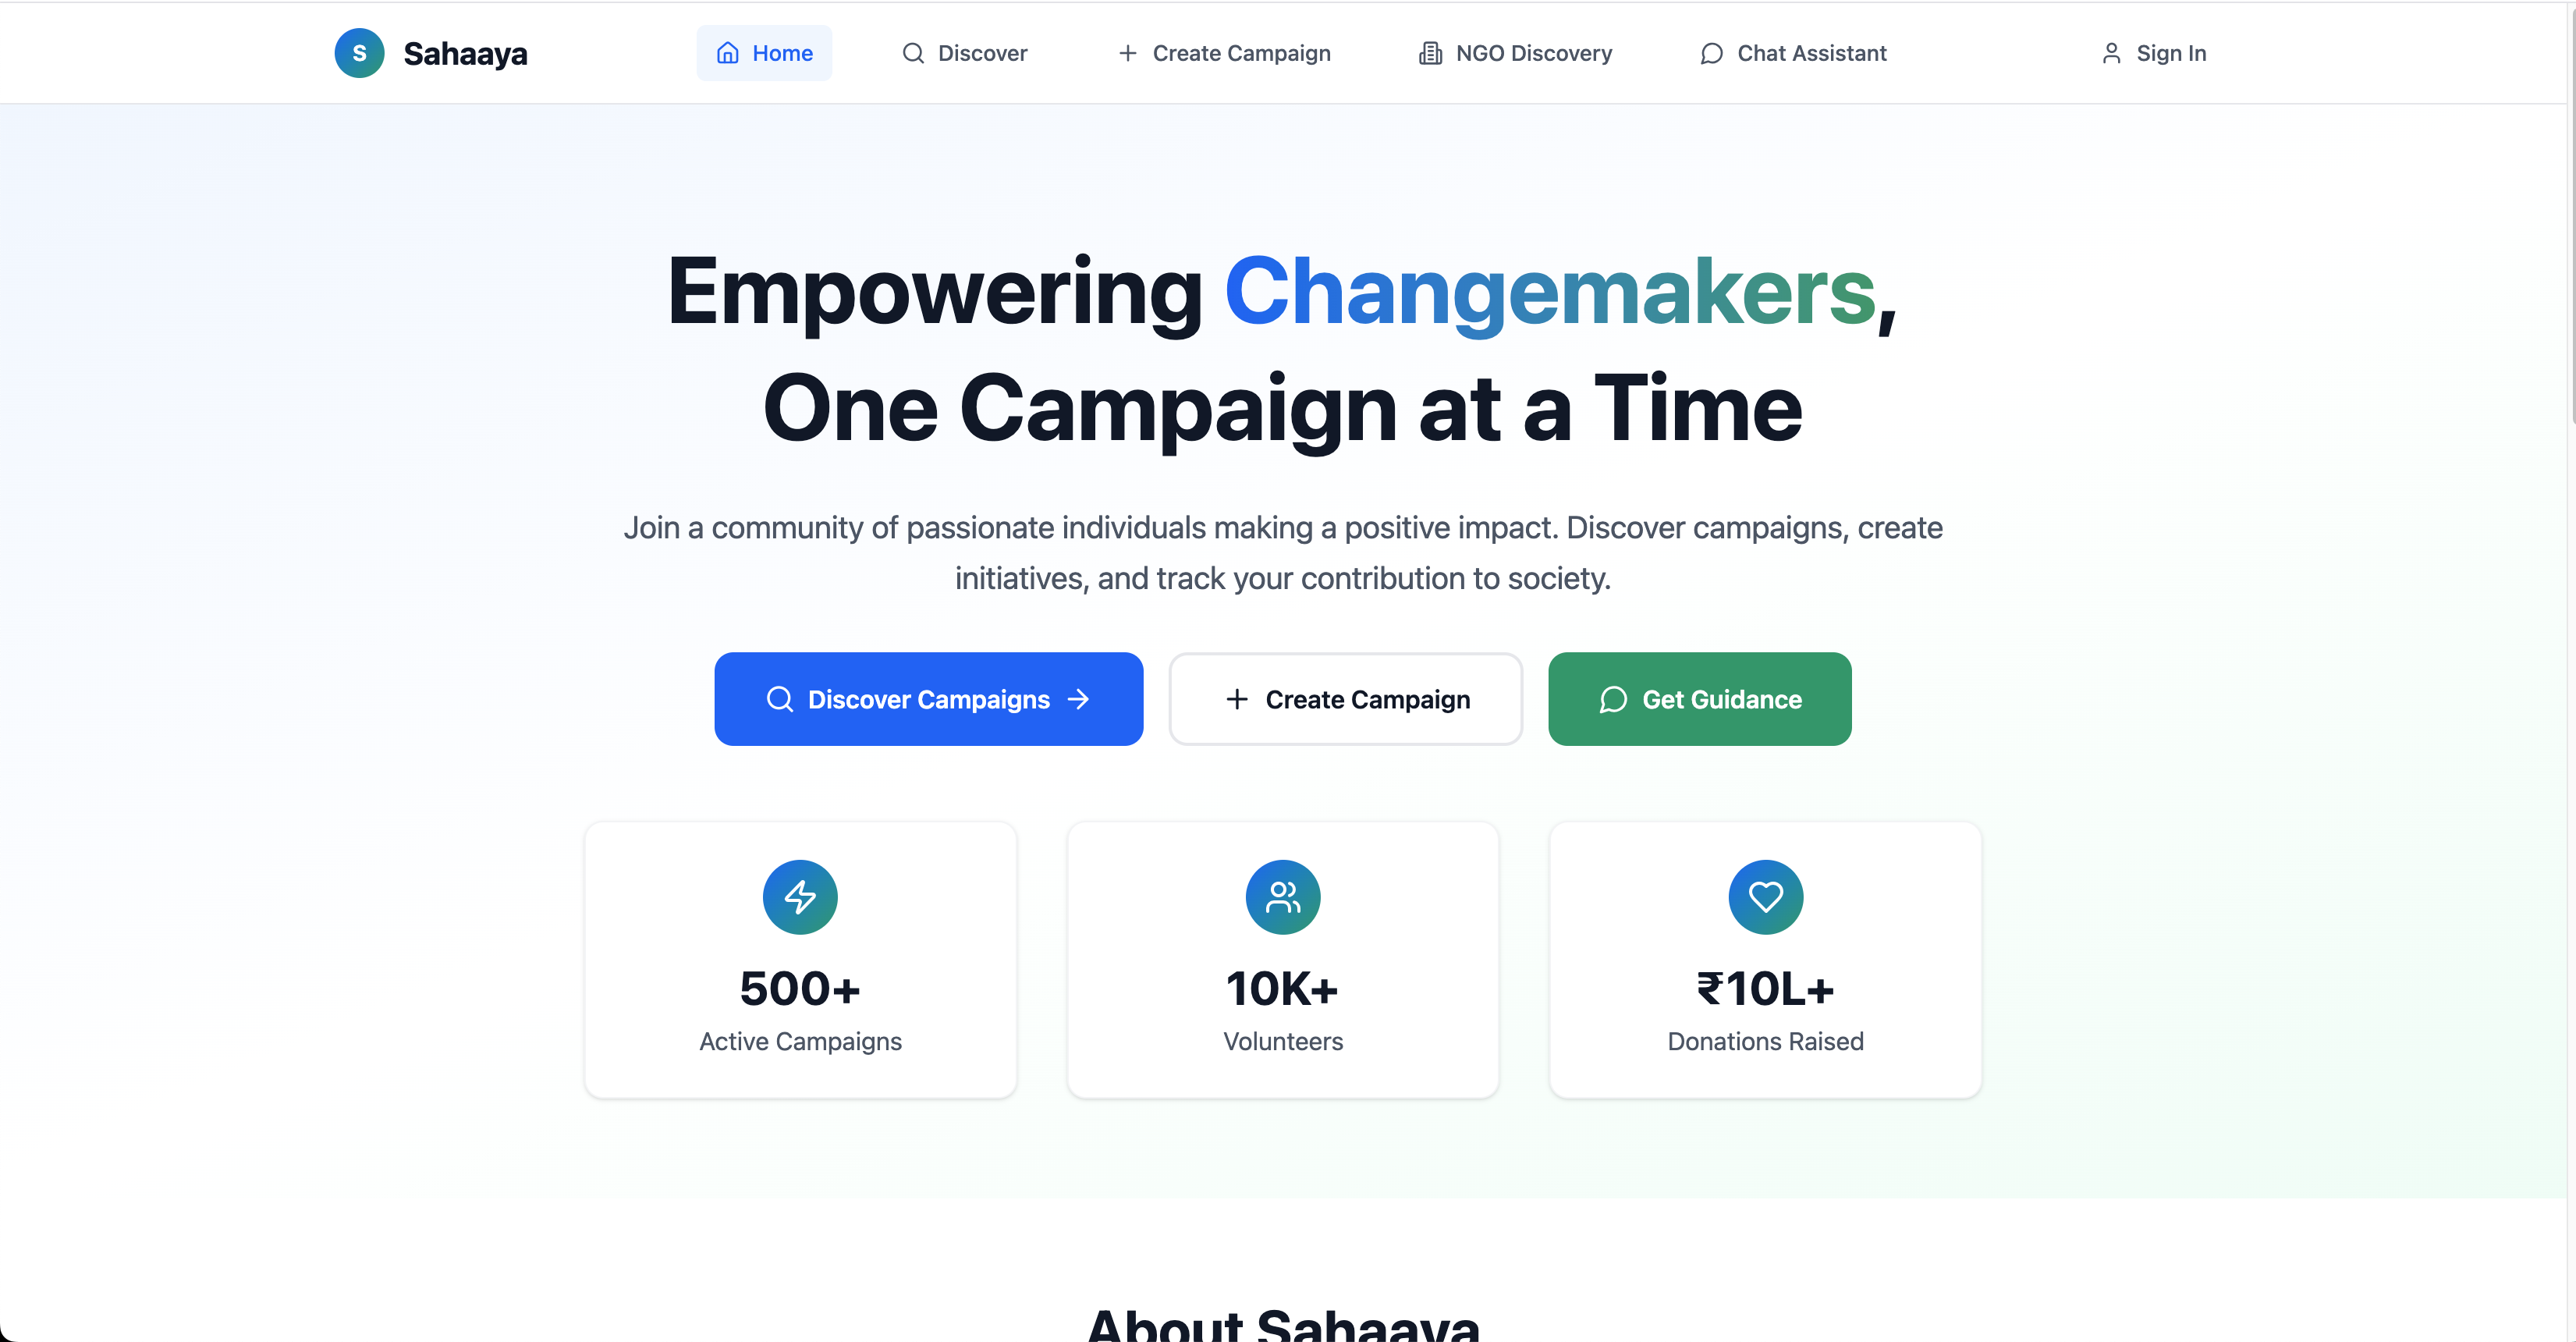 S Sahaaya Home Discover Create Campaign NGO Discovery Chat Assistant Sign In
Empowering Changemakers,
One Campaign at a Time
Join a community of passionate individuals making a positive impact. Discover campaigns, create
initiatives, and track your contribution to society.
Discover Campaigns Create Campaign Get Guidance
500+ 10K+ ₹10L+
Active Campaigns Volunteers Donations Raised
About Sahaaya